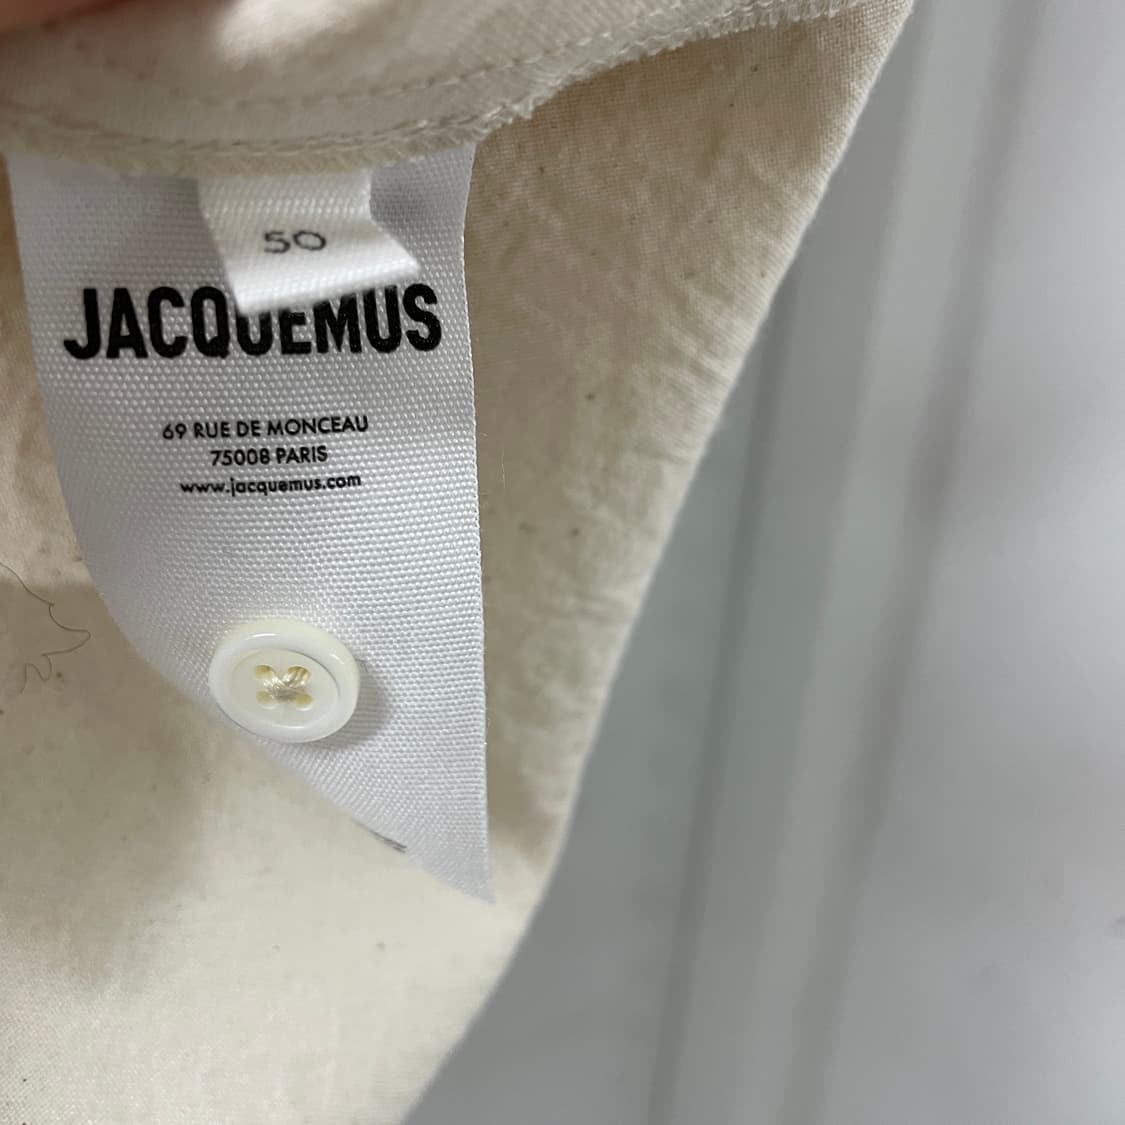 50
JACQUEMUS
69 RUE DE MONCEAU
75008 PARIS
www.jacquemus.com